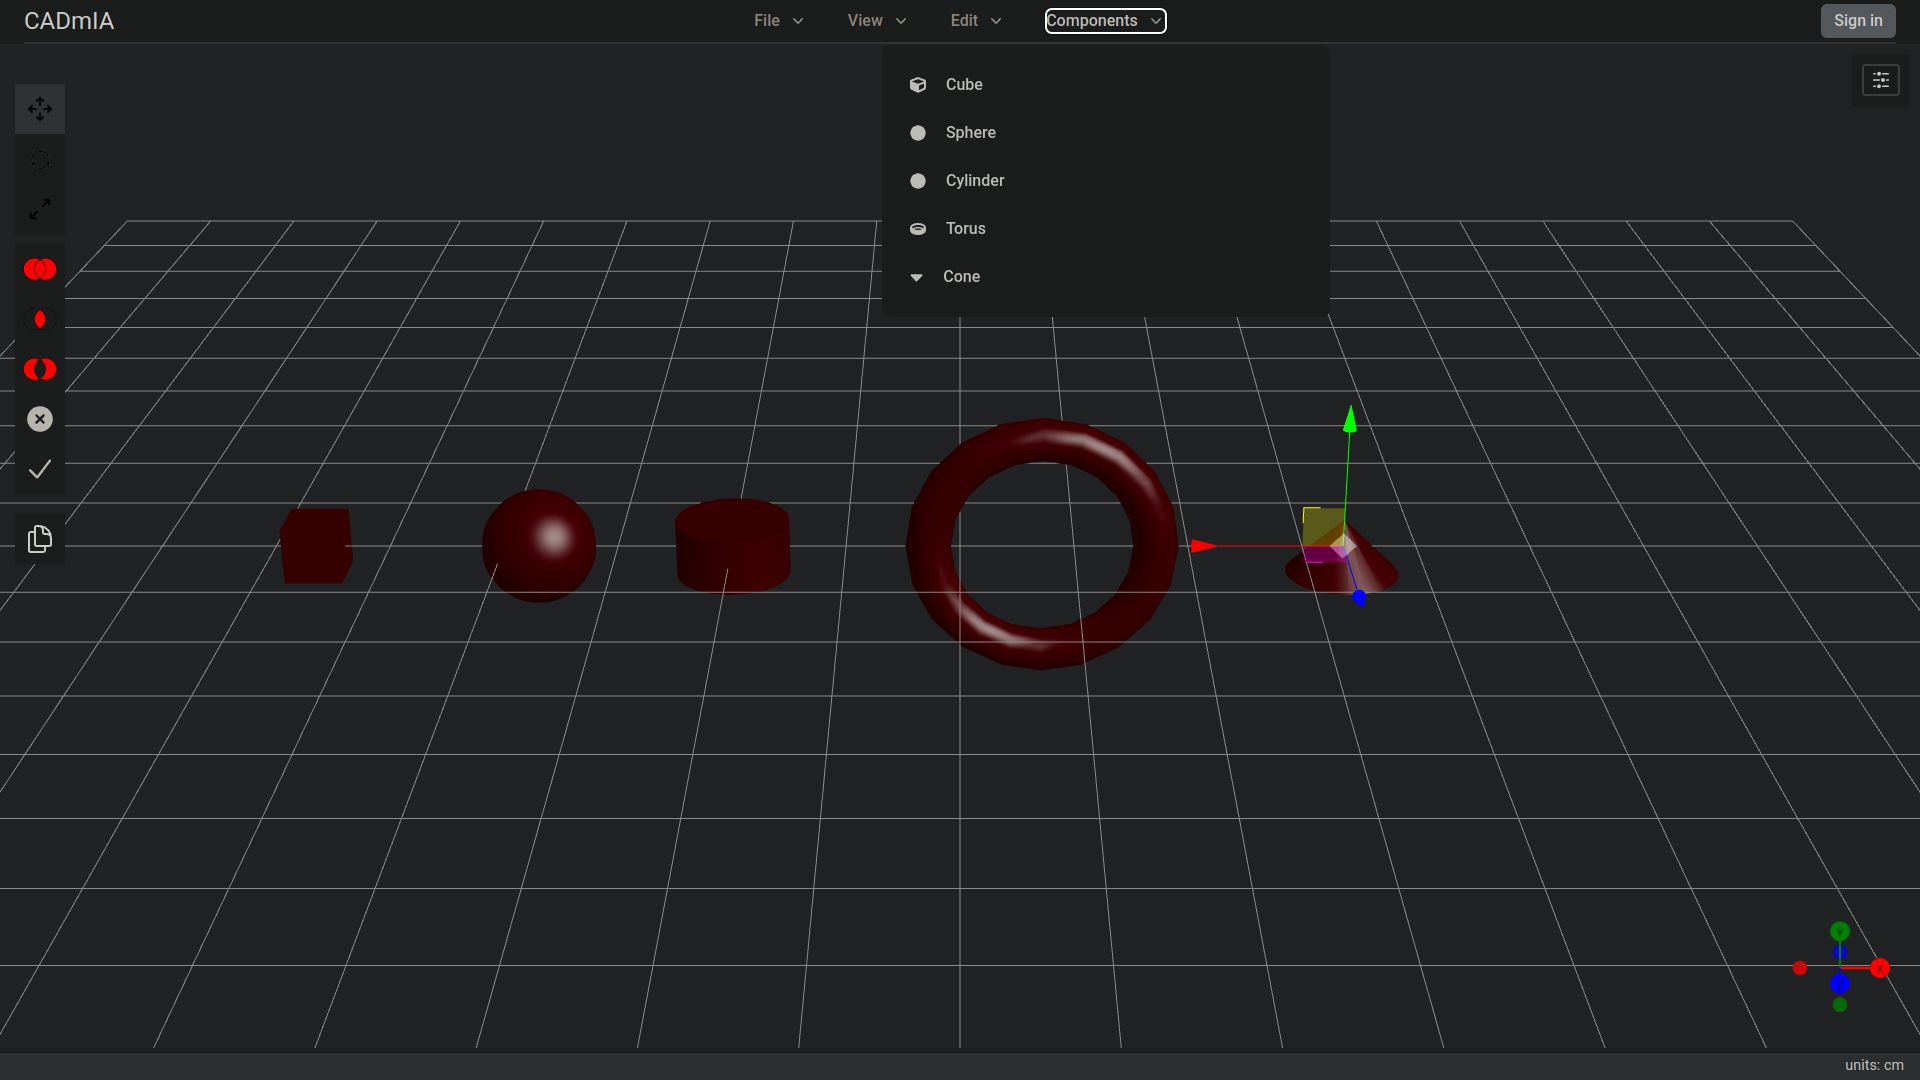 CADmIA
File
View
Edit
Components
Sign in
Cube
Sphere
Cylinder
Torus
Cone
Y
X
Z
units: cm